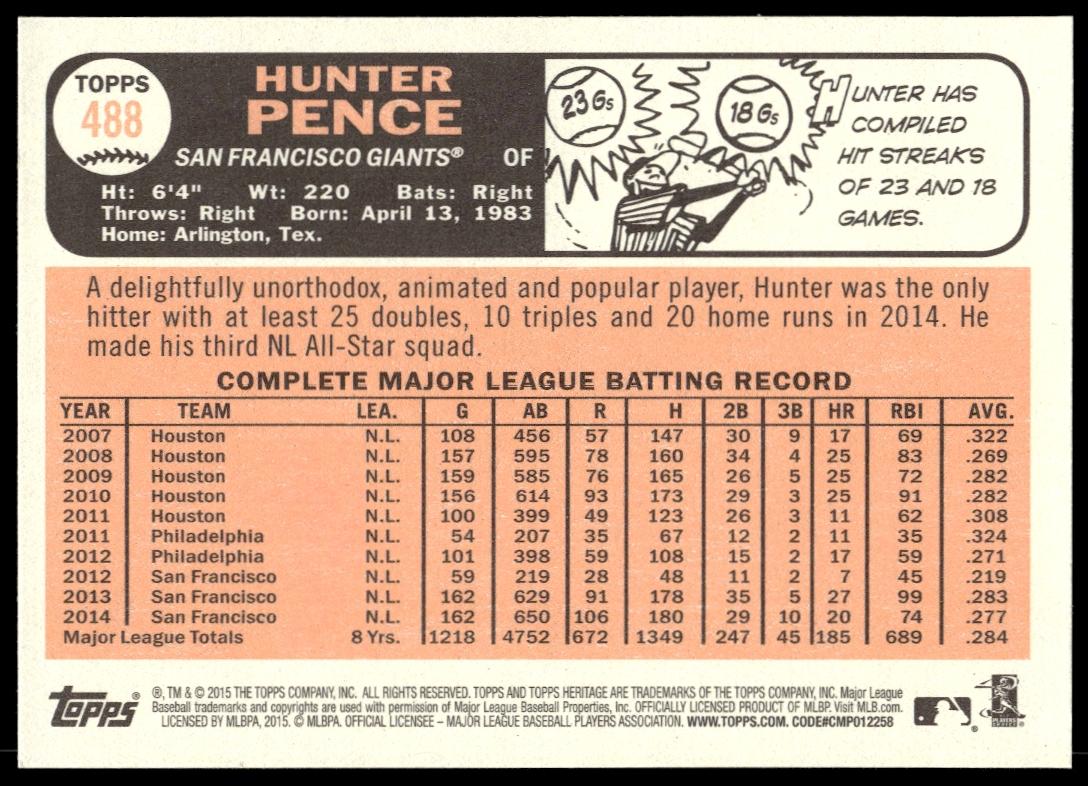 TOPPS
488
HUNTER
PENCE
SAN FRANCISCO GIANTS® OF
Ht: 6'4" Wt: 220 Bats: Right
Throws: Right Born: April 13, 1983
Home: Arlington, Tex.
23 Gs
18 Gs
HUNTER HAS
COMPILED
HIT STREAKS
OF 23 AND 18
GAMES.
A delightfully unorthodox, animated and popular player, Hunter was the only
hitter with at least 25 doubles, 10 triples and 20 home runs in 2014. He
made his third NL All-Star squad.
COMPLETE MAJOR LEAGUE BATTING RECORD
YEAR TEAM LEA. G AB R H 2B 3B HR RBI AVG.
2007 Houston N.L. 108 456 57 147 30 9 17 69 .322
2008 Houston N.L. 157 595 78 160 34 4 25 83 .269
2009 Houston N.L. 159 585 76 165 26 5 25 72 .282
2010 Houston N.L. 156 614 93 173 29 3 25 91 .282
2011 Houston N.L. 100 399 49 123 26 3 11 62 .308
2011 Philadelphia N.L. 54 207 35 67 12 2 11 35 .324
2012 Philadelphia N.L. 101 398 59 108 15 2 17 59 .271
2012 San Francisco N.L. 59 219 28 48 11 2 7 45 .219
2013 San Francisco N.L. 162 629 91 178 35 5 27 99 .283
2014 San Francisco N.L. 162 650 106 180 29 10 20 74 .277
Major League Totals 8 Yrs. 1218 4752 672 1349 247 45 185 689 .284
Topps®
®, TM & © 2015 THE TOPPS COMPANY, INC. ALL RIGHTS RESERVED. TOPPS AND TOPPS HERITAGE ARE TRADEMARKS OF THE TOPPS COMPANY, INC. Major League
Baseball trademarks and copyrights are used with permission of Major League Baseball Properties, Inc. OFFICIALLY LICENSED PRODUCT OF MLBP. Visit MLB.com.
LICENSED BY MLBPA, 2015. © MLBPA. OFFICIAL LICENSEE – MAJOR LEAGUE BASEBALL PLAYERS ASSOCIATION. WWW.TOPPS.COM. CODE#CMP012258